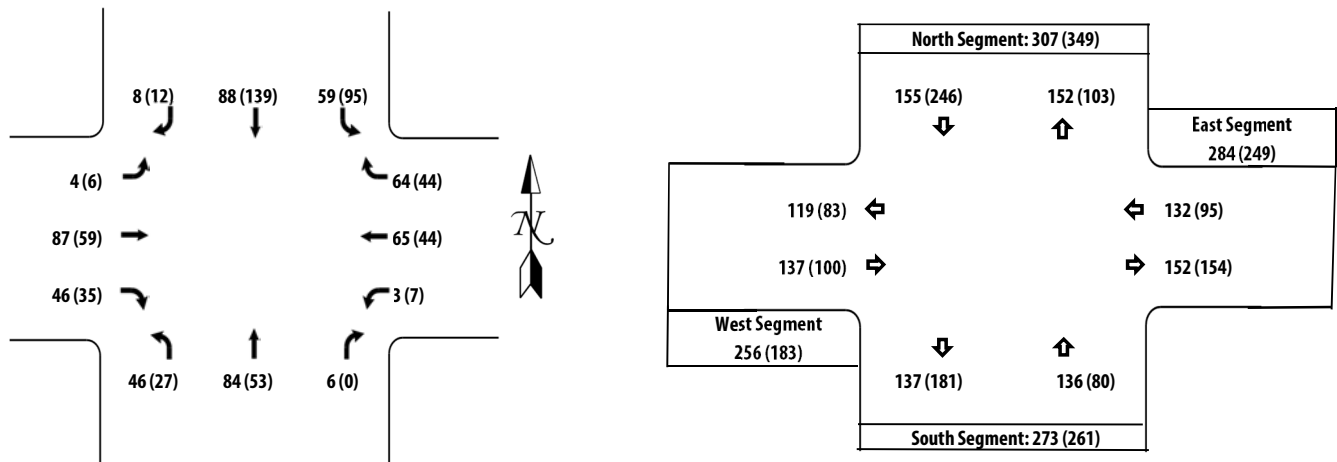 8 (12) 88 (139) 59 (95)
4 (6) 64 (44)
87 (59) 65 (44)
46 (35) 3 (7)
46 (27) 84 (53) 6 (0)
N
North Segment: 307 (349)
155 (246) 152 (103)
East Segment
284 (249)
119 (83) 132 (95)
137 (100) 152 (154)
West Segment
256 (183)
137 (181) 136 (80)
South Segment: 273 (261)